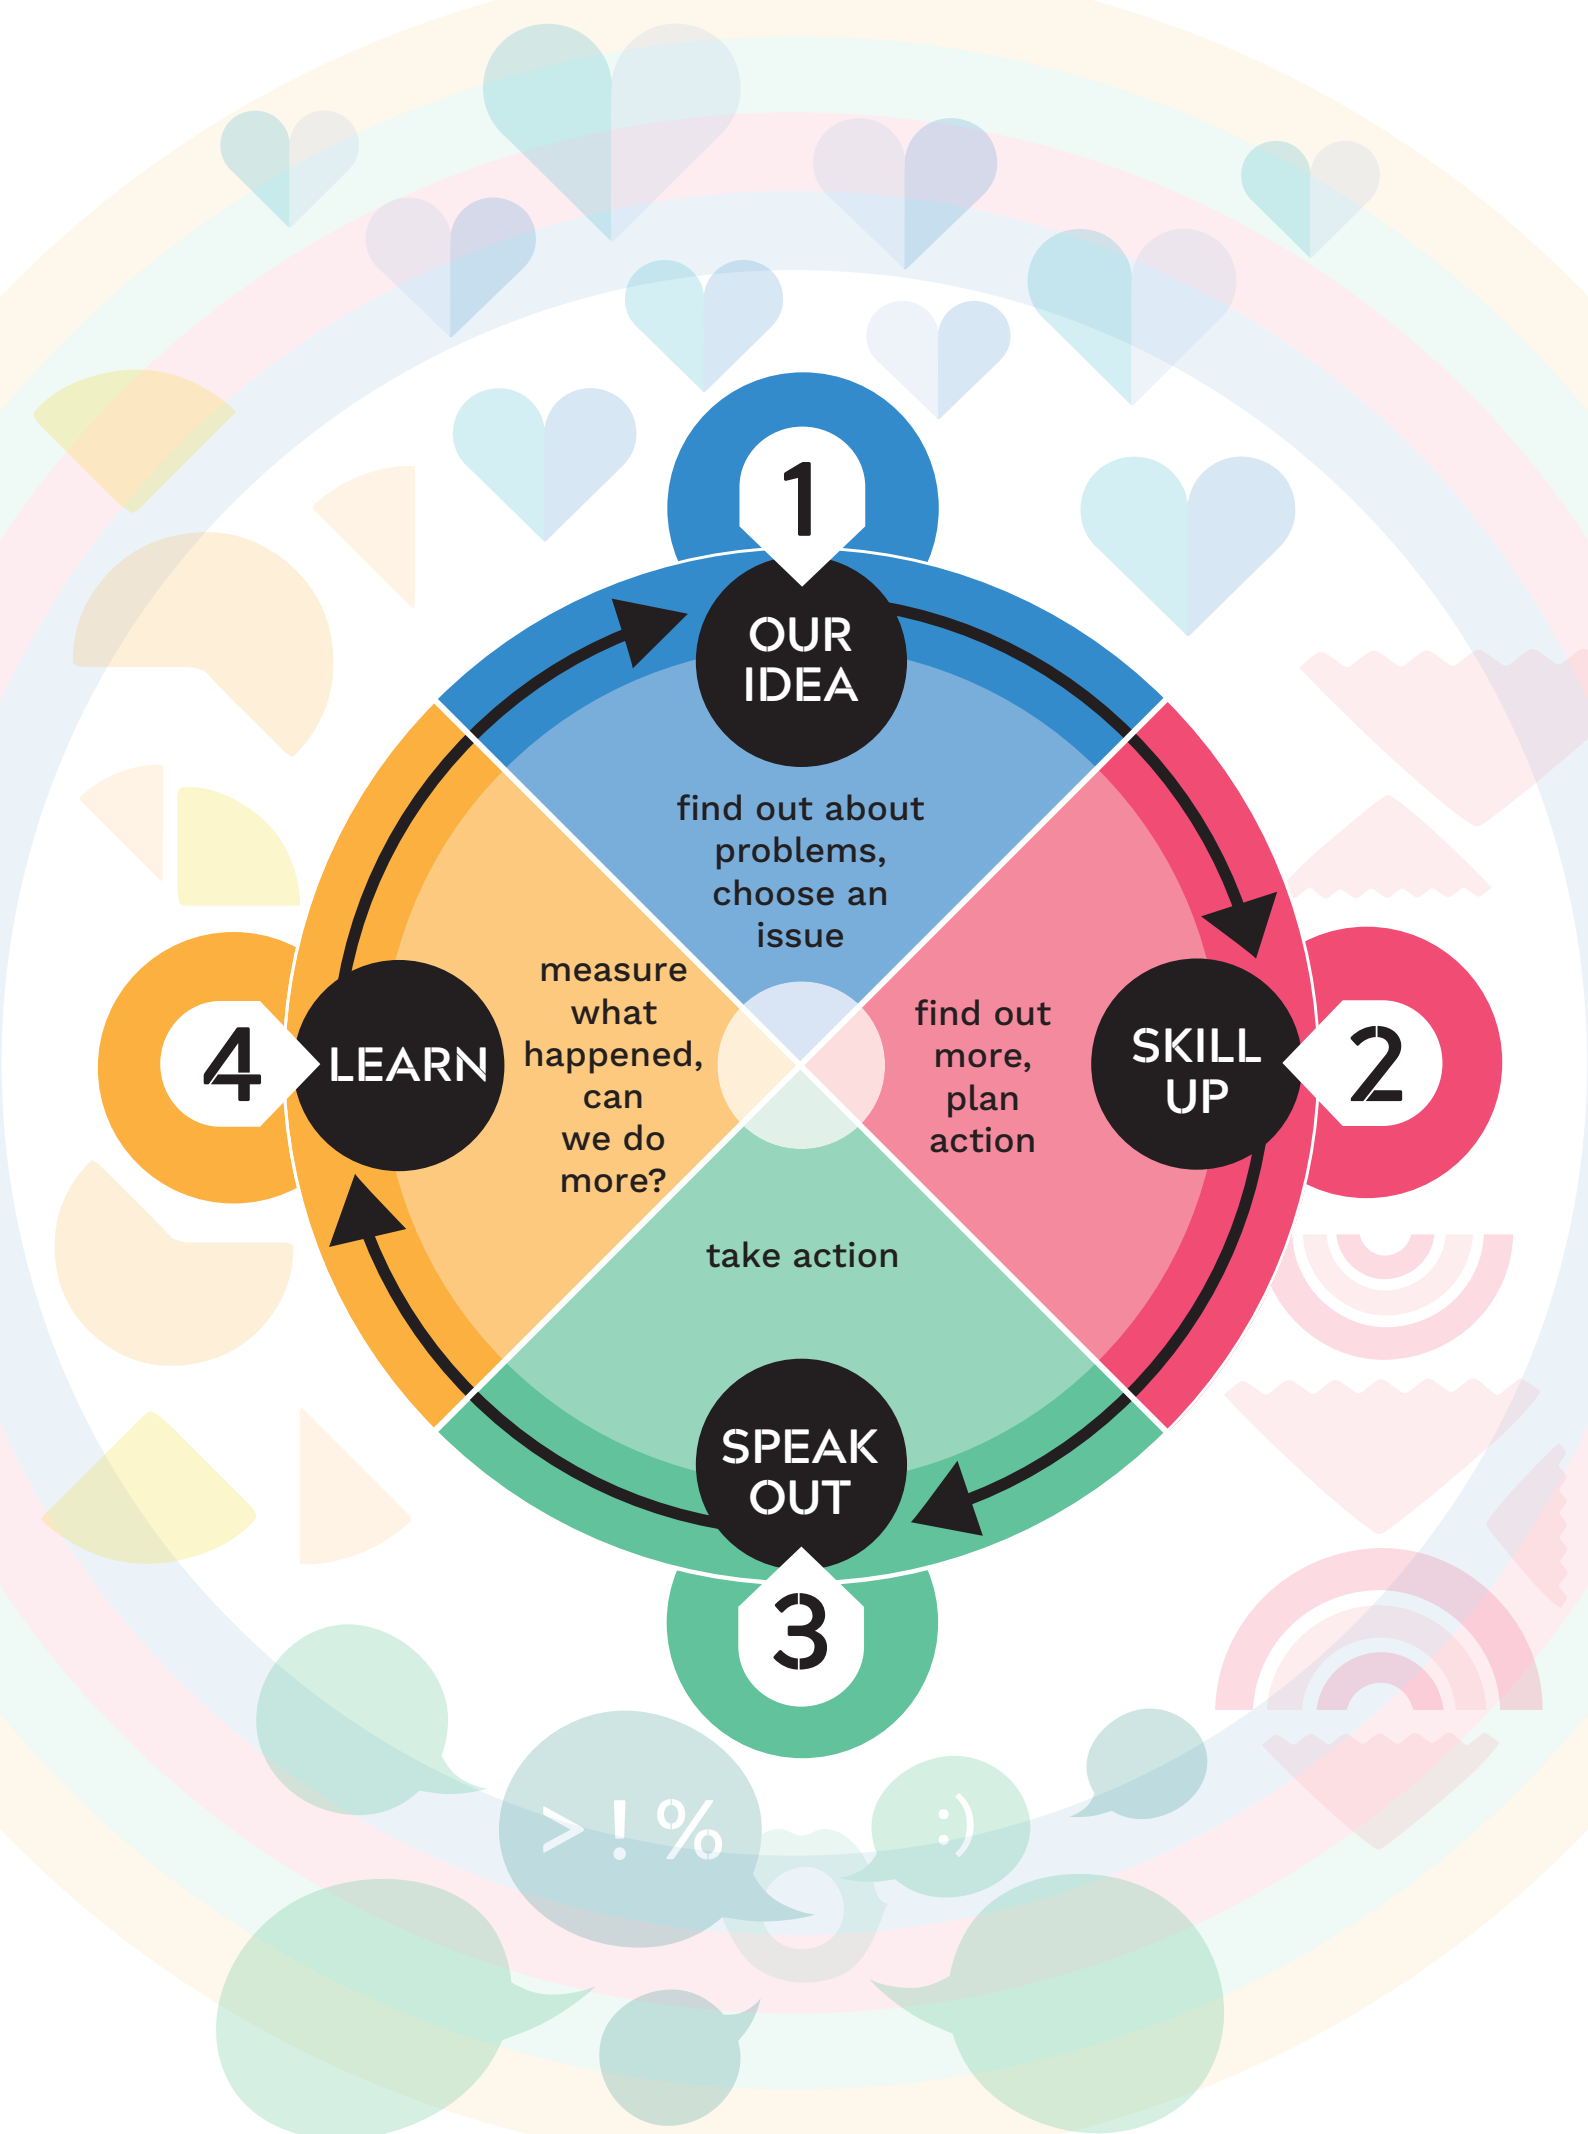 1
OUR
IDEA
find out about
problems,
choose an
issue
2
SKILL
UP
find out
more,
plan
action
3
SPEAK
OUT
take action
4
LEARN
measure
what
happened,
can
we do
more?
>!%
:)